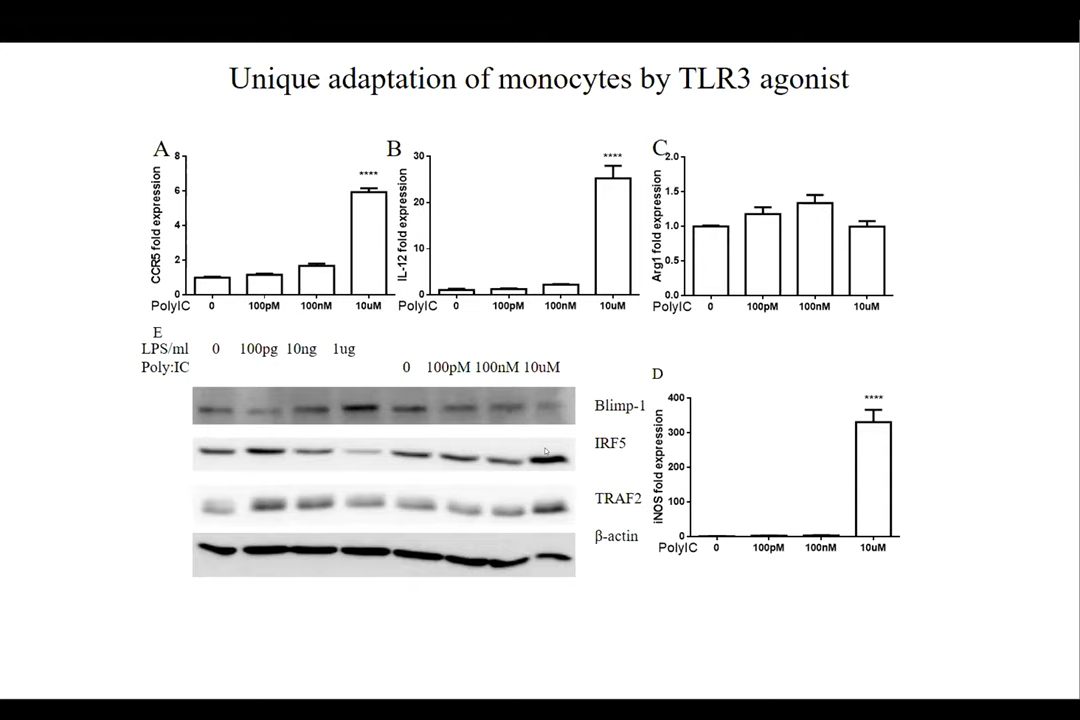 Unique adaptation of monocytes by TLR3 agonist
A
CCR5 fold expression
8
6
4
2
0
****
PolyIC 0 100pM 100nM 10uM
B
IL-12 fold expression
30
20
10
0
****
0 100pM 100nM 10uM
C
Arg1 fold expression
2.0
1.5
1.0
0.5
0.0
PolyIC 0 100pM 100nM 10uM
E
LPS/ml 0 100pg 10ng 1ug
Poly:IC 0 100pM 100nM 10uM
Blimp-1
IRF5
TRAF2
β-actin
D
iNOS fold expression
400
300
200
100
0
****
PolyIC 0 100pM 100nM 10uM